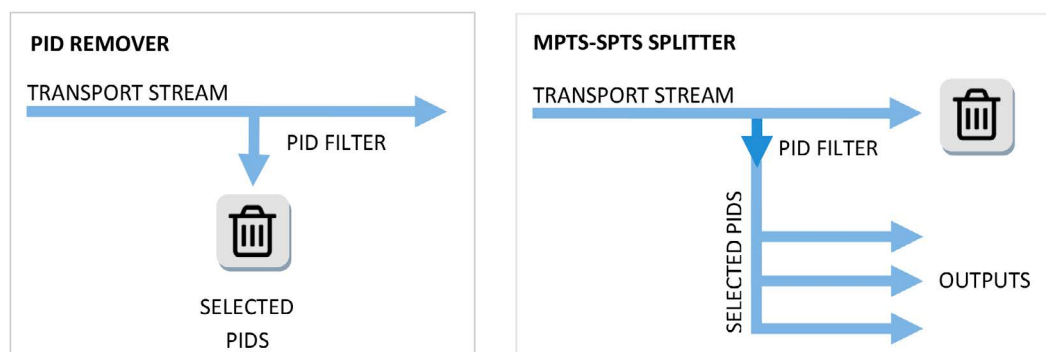 PID REMOVER
TRANSPORT STREAM
PID FILTER
SELECTED
PIDS
MPTS-SPTS SPLITTER
TRANSPORT STREAM
PID FILTER
SELECTED PIDS
OUTPUTS